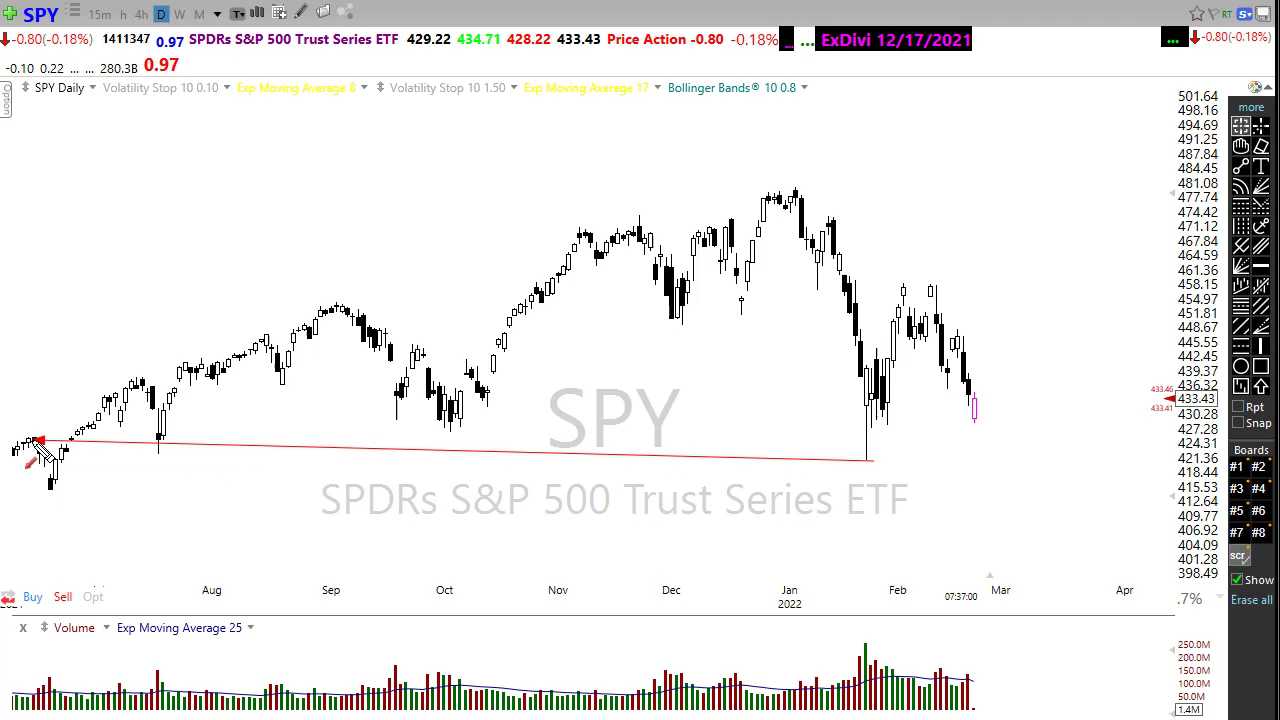 SPY 15m h 4h D W M T RT S
-0.80(-0.18%) 1411347 0.97 SPDRs S&P 500 Trust Series ETF 429.22 434.71 428.22 433.43 Price Action -0.80 -0.18% ... ... ExDivi 12/17/2021 ... -0.80(-0.18%)
-0.10 0.22 ... ... 280.3B 0.97
Option SPY Daily Volatility Stop 10 0.10 Exp Moving Average 8 Volatility Stop 10 1.50 Exp Moving Average 17 Bollinger Bands® 10 0.8
501.64
498.16
494.69
491.25
487.84
484.45
481.08
477.74
474.42
471.12
467.84
464.59
461.36
458.15
454.97
451.81
448.67
445.55
442.45
439.37
436.32
433.46
433.43
433.41
430.28
427.28
424.31
421.36
418.44
415.53
412.64
409.77
406.92
404.09
401.28
398.49
SPY
SPDRs S&P 500 Trust Series ETF
more
T
Rpt
Snap
Boards
#1 #2
#3 #4
#5 #6
#7 #8
scr
Show
Erase all
Buy Sell Opt
Aug Sep Oct Nov Dec Jan Feb 07:37:00 Mar Apr
2022
.7%
X Volume Exp Moving Average 25
250.0M
200.0M
150.0M
100.0M
50.0M
1.4M